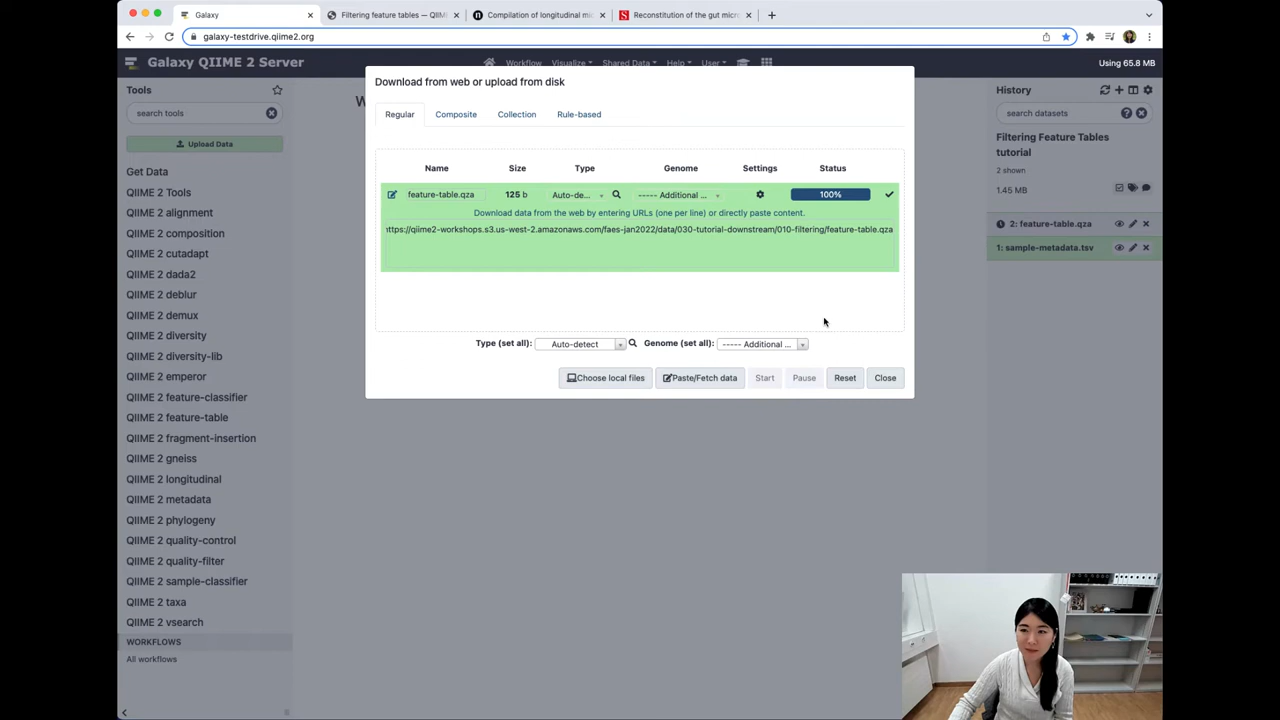 Galaxy
Filtering feature tables — QIIM
Compilation of longitudinal mic
Reconstitution of the gut micro
galaxy-testdrive.qiime2.org
Galaxy QIIME 2 Server
Workflow
Visualize
Shared Data
Help
User
Using 65.8 MB
Tools
search tools
Upload Data
Get Data
QIIME 2 Tools
QIIME 2 alignment
QIIME 2 composition
QIIME 2 cutadapt
QIIME 2 dada2
QIIME 2 deblur
QIIME 2 demux
QIIME 2 diversity
QIIME 2 diversity-lib
QIIME 2 emperor
QIIME 2 feature-classifier
QIIME 2 feature-table
QIIME 2 fragment-insertion
QIIME 2 gneiss
QIIME 2 longitudinal
QIIME 2 metadata
QIIME 2 phylogeny
QIIME 2 quality-control
QIIME 2 quality-filter
QIIME 2 sample-classifier
QIIME 2 taxa
QIIME 2 vsearch
WORKFLOWS
All workflows
Download from web or upload from disk
Regular
Composite
Collection
Rule-based
Name
Size
Type
Genome
Settings
Status
feature-table.qza
125 b
Auto-de...
----- Additional ...
100%
Download data from the web by entering URLs (one per line) or directly paste content.
https://qiime2-workshops.s3.us-west-2.amazonaws.com/faes-jan2022/data/030-tutorial-downstream/010-filtering/feature-table.qza
Type (set all):
Auto-detect
Genome (set all):
----- Additional ...
Choose local files
Paste/Fetch data
Start
Pause
Reset
Close
History
search datasets
Filtering Feature Tables
tutorial
2 shown
1.45 MB
2: feature-table.qza
1: sample-metadata.tsv